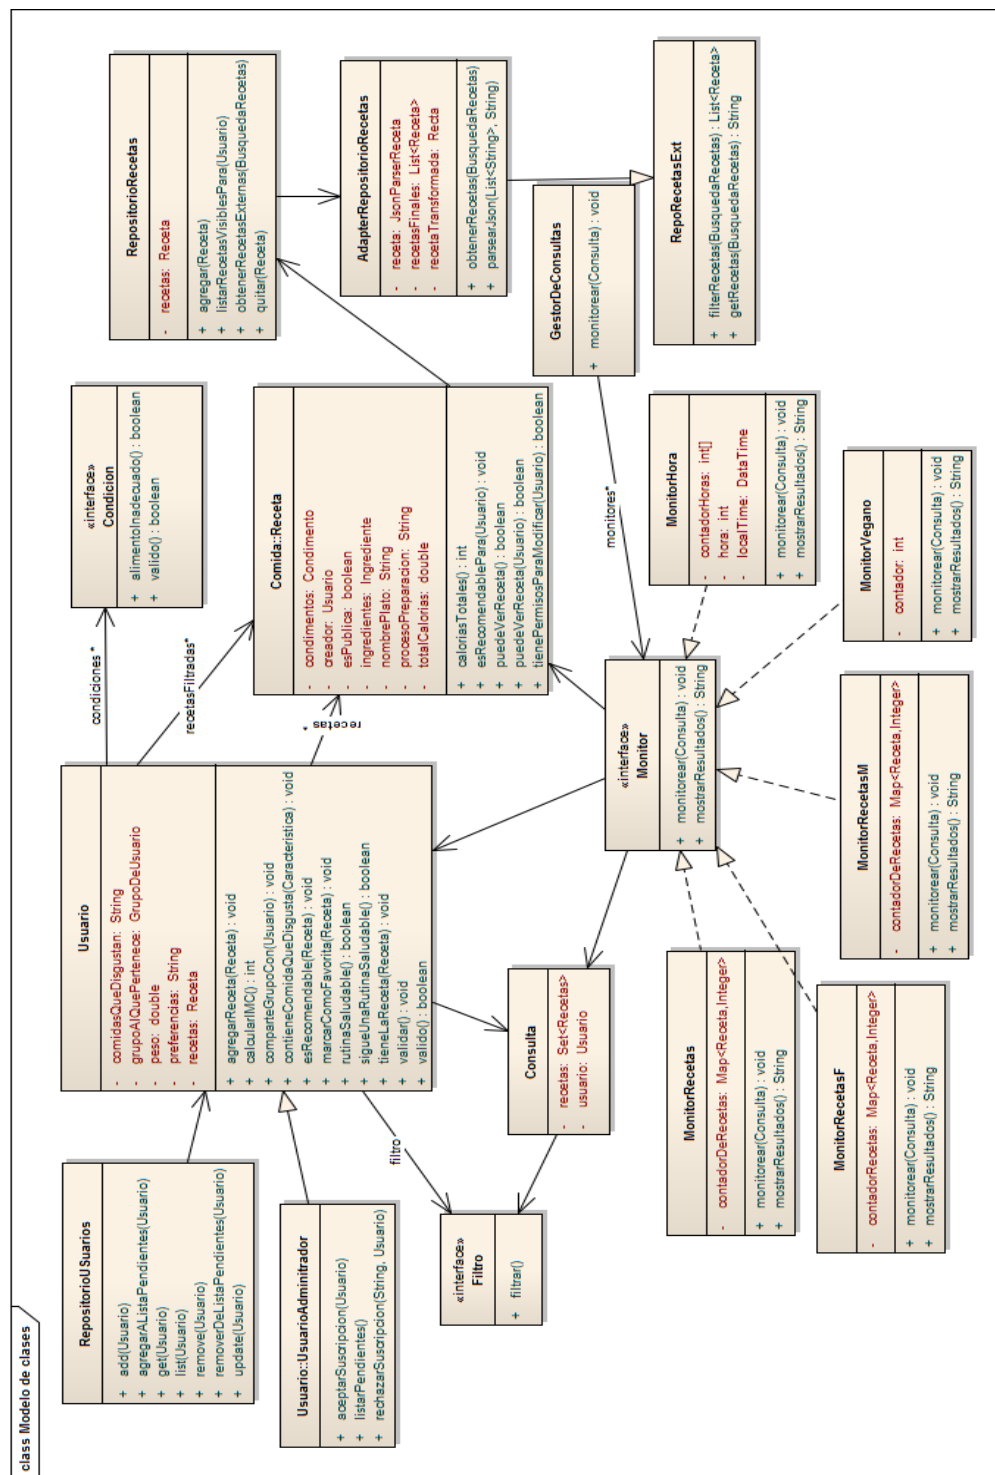 class Modelo de clases
RepositorioUSuarios
+ add(Usuario)
+ agregarAListaPendientes(Usuario)
+ get(Usuario)
+ list(Usuario)
+ remove(Usuario)
+ removerDeListaPendientes(Usuario)
+ update(Usuario)
Usuario::UsuarioAdminitrador
+ aceptarSuscripcion(Usuario)
+ listarPendientes()
+ rechazarSuscripcion(String, Usuario)
«interface»
Filtro
+ filtrar()
filtro
Usuario
- comidasQueDisgustan: String
- grupoAlQuePertenece: GrupoDeUsuario
- peso: double
- preferencias: String
- recetas: Receta
+ agregarReceta(Receta) : void
+ calcularIMC() : int
+ comparteGrupoCon(Usuario) : void
+ contieneComidaQueDisgusta(Caracteristica) : void
+ esRecomendable(Receta) : void
+ marcarComoFavorita(Receta) : void
+ rutinaSaludable() : boolean
+ sigueUnaRutinaSaludable() : boolean
+ tieneLaReceta(Receta) : void
+ validar() : void
+ valido() : boolean
Consulta
- recetas: Set<Recetas>
- usuario: Usuario
condiciones *
recetasFiltradas*
recetas*
«interface»
Condicion
+ alimentoInadecuado() : boolean
+ valido() : boolean
Comida::Receta
- condimentos: Condimento
- creador: Usuario
- esPublica: boolean
- ingredientes: Ingrediente
- nombrePlato: String
- procesoPreparacion: String
- totalCalorias: double
+ caloriasTotales() : int
+ esRecomendablePara(Usuario) : void
+ puedeVerReceta() : boolean
+ puedeVerReceta(Usuario) : boolean
+ tienePermisosParaModificar(Usuario) : boolean
RepositorioRecetas
- recetas: Receta
+ agregar(Receta)
+ listarRecetasVisiblesPara(Usuario)
+ obtenerRecetasExternas(BusquedaRecetas)
+ quitar(Receta)
AdapterRepositorioRecetas
- receta: JsonParserReceta
- recetasFinales: List<Receta>
- recetaTransformada: Recta
+ obtenerRecetas(BusquedaRecetas)
+ parsearJson(List<String>, String)
GestorDeConsultas
+ monitorear(Consulta) : void
RepoRecetasExt
+ filterRecetas(BusquedaRecetas) : List<Receta>
+ getRecetas(BusquedaRecetas) : String
monitores*
«interface»
Monitor
+ monitorear(Consulta) : void
+ mostrarResultados() : String
MonitorHora
- contadorHoras: int[]
- hora: int
- localTime: DataTime
+ monitorear(Consulta) : void
+ mostrarResultados() : String
MonitorVegano
- contador: int
+ monitorear(Consulta) : void
+ mostrarResultados() : String
MonitorRecetasM
- contadorDeRecetas: Map<Receta,Integer>
+ monitorear(Consulta) : void
+ mostrarResultados() : String
MonitorRecetas
- contadorDeRecetas: Map<Receta,Integer>
+ monitorear(Consulta) : void
+ mostrarResultados() : String
MonitorRecetasF
- contadorRecetas: Map<Receta,Integer>
+ monitorear(Consulta) : void
+ mostrarResultados() : String